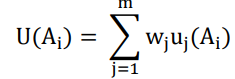 U(Aᵢ) = ∑ⱼ₌₁ᵐ wⱼuⱼ(Aᵢ)